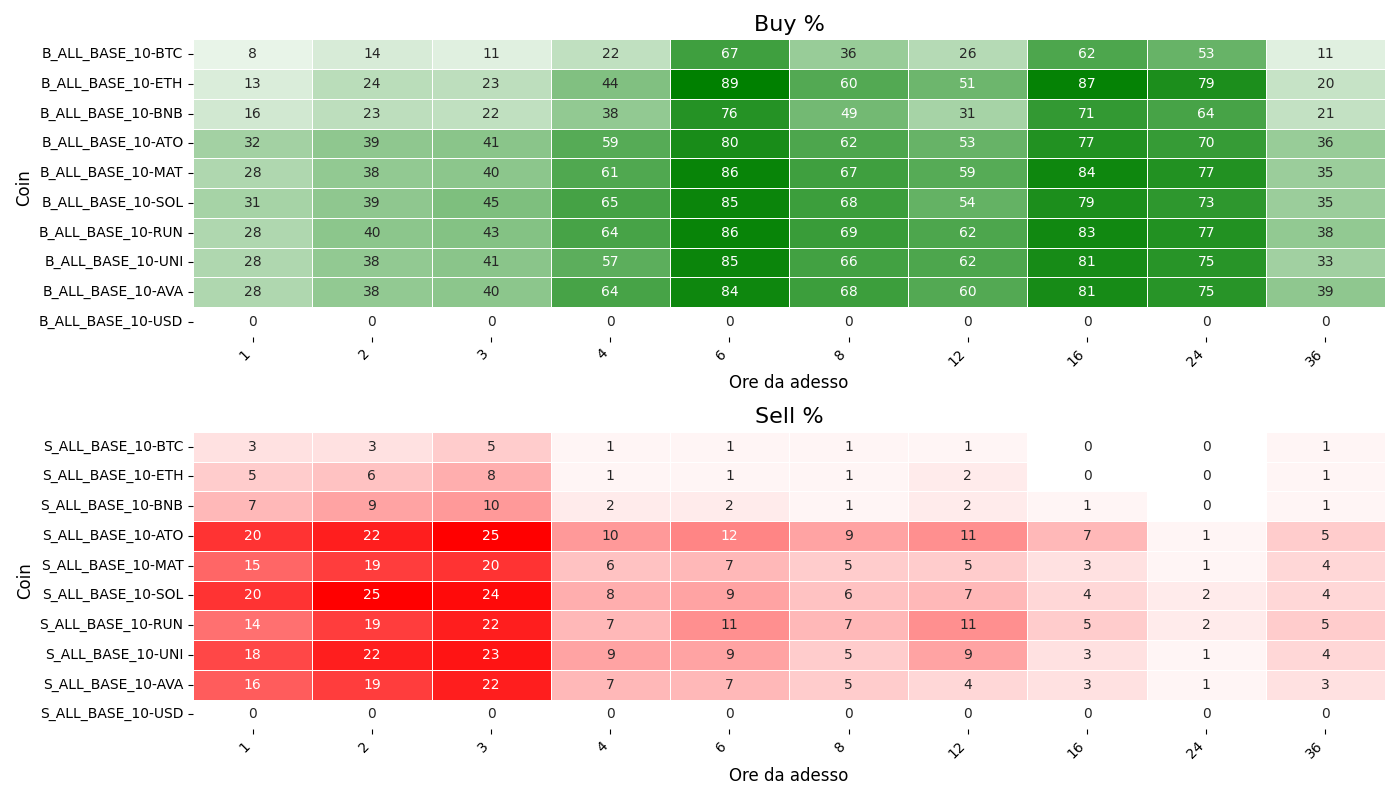 Buy %
B_ALL_BASE_10-BTC 8 14 11 22 67 36 26 62 53 11
B_ALL_BASE_10-ETH 13 24 23 44 89 60 51 87 79 20
B_ALL_BASE_10-BNB 16 23 22 38 76 49 31 71 64 21
B_ALL_BASE_10-ATO 32 39 41 59 80 62 53 77 70 36
B_ALL_BASE_10-MAT 28 38 40 61 86 67 59 84 77 35
B_ALL_BASE_10-SOL 31 39 45 65 85 68 54 79 73 35
B_ALL_BASE_10-RUN 28 40 43 64 86 69 62 83 77 38
B_ALL_BASE_10-UNI 28 38 41 57 85 66 62 81 75 33
B_ALL_BASE_10-AVA 28 38 40 64 84 68 60 81 75 39
B_ALL_BASE_10-USD 0 0 0 0 0 0 0 0 0 0
Coin
1 2 3 4 6 8 12 16 24 36
Ore da adesso
Sell %
S_ALL_BASE_10-BTC 3 3 5 1 1 1 1 0 0 1
S_ALL_BASE_10-ETH 5 6 8 1 1 1 2 0 0 1
S_ALL_BASE_10-BNB 7 9 10 2 2 1 2 1 0 1
S_ALL_BASE_10-ATO 20 22 25 10 12 9 11 7 1 5
S_ALL_BASE_10-MAT 15 19 20 6 7 5 5 3 1 4
S_ALL_BASE_10-SOL 20 25 24 8 9 6 7 4 2 4
S_ALL_BASE_10-RUN 14 19 22 7 11 7 11 5 2 5
S_ALL_BASE_10-UNI 18 22 23 9 9 5 9 3 1 4
S_ALL_BASE_10-AVA 16 19 22 7 7 5 4 3 1 3
S_ALL_BASE_10-USD 0 0 0 0 0 0 0 0 0 0
Coin
1 2 3 4 6 8 12 16 24 36
Ore da adesso